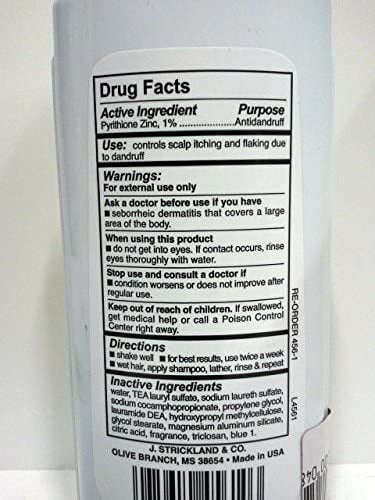 Drug Facts
Active Ingredient Purpose
Pyrithione Zinc, 1% ..................Antidandruff
Use: controls scalp itching and flaking due
to dandruff
Warnings:
For external use only
Ask a doctor before use if you have
■ seborrheic dermatitis that covers a large
area of the body.
When using this product
■ do not get into eyes. If contact occurs, rinse
eyes thoroughly with water.
Stop use and consult a doctor if
■ condition worsens or does not improve after
regular use.
Keep out of reach of children. If swallowed,
get medical help or call a Poison Control
Center right away.
Directions
■ shake well ■ for best results, use twice a week
■ wet hair, apply shampoo, lather, rinse & repeat
Inactive Ingredients
water, TEA lauryl sulfate, sodium laureth sulfate,
sodium cocamphopropionate, propylene glycol,
lauramide DEA, hydroxypropyl methylcellulose,
glycol stearate, magnesium aluminum silicate,
citric acid, fragrance, triclosan, blue 1.
J. STRICKLAND & CO.
OLIVE BRANCH, MS 38654 • Made in USA
RE-ORDER 456-1
LA561